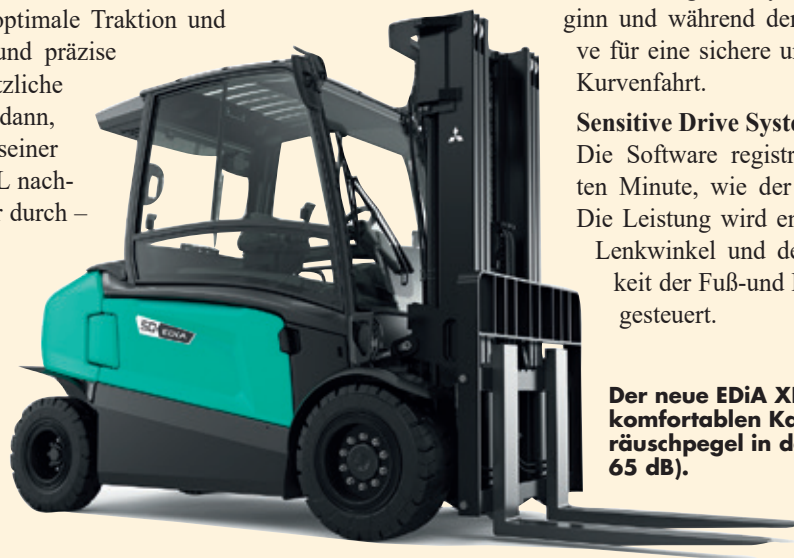 optimale Traktion und
und präzise
tzliche
dann,
seiner
L nach-
r durch –
ginn und während der
ve für eine sichere u
Kurvenfahrt.
Sensitive Drive Syste
Die Software registr
ten Minute, wie der
Die Leistung wird en
Lenkwinkel und de
keit der Fuß-und
gesteuert.
EDiA
Der neue EDiA X
komfortablen Ka
räuschpegel in d
65 dB).